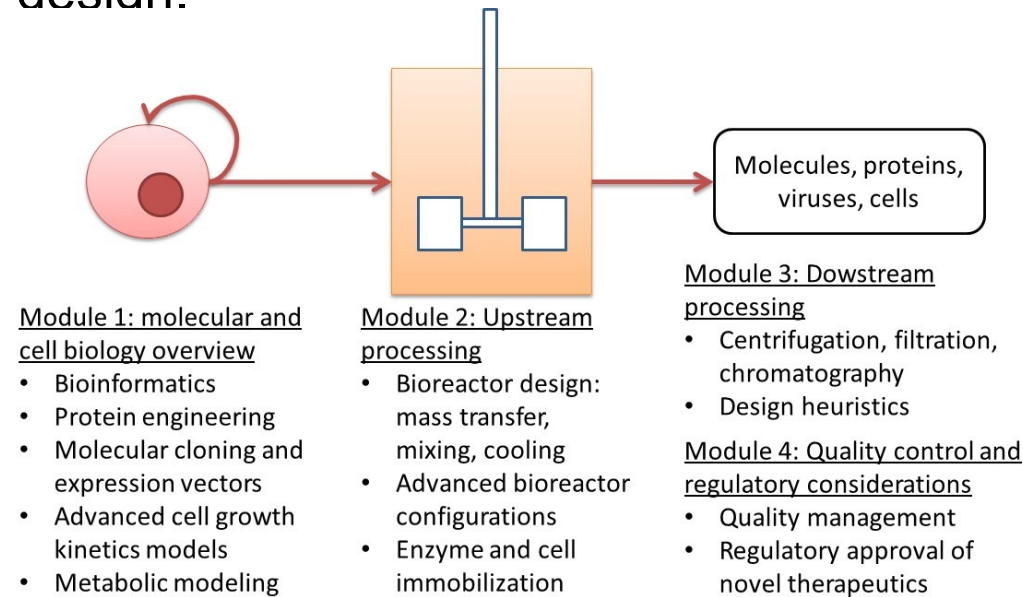 design:
Molecules, proteins,
viruses, cells
Module 1: molecular and
cell biology overview
• Bioinformatics
• Protein engineering
• Molecular cloning and
expression vectors
• Advanced cell growth
kinetics models
• Metabolic modeling
Module 2: Upstream
processing
• Bioreactor design:
mass transfer,
mixing, cooling
• Advanced bioreactor
configurations
• Enzyme and cell
immobilization
Module 3: Dowstream
processing
• Centrifugation, filtration,
chromatography
• Design heuristics
Module 4: Quality control and
regulatory considerations
• Quality management
• Regulatory approval of
novel therapeutics